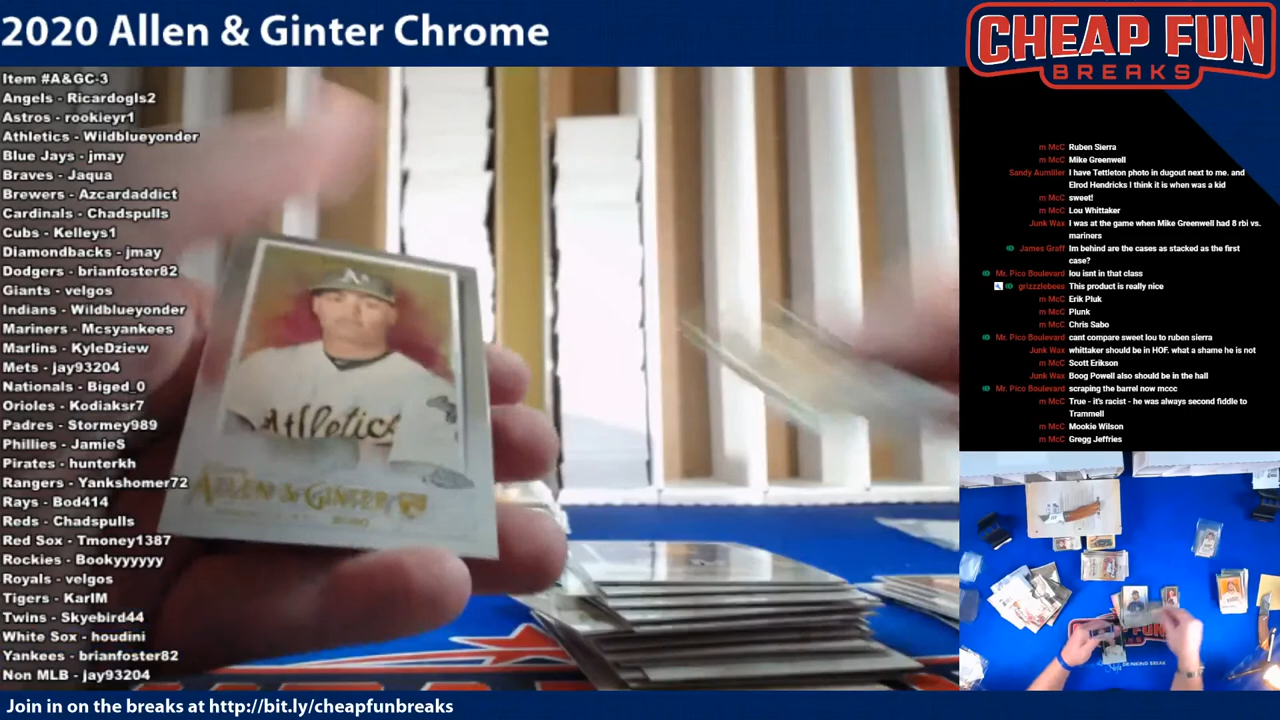 2020 Allen & Ginter Chrome
CHEAP FUN
BREAKS
Item #A&GC-3
Angels - Ricardogls2
Astros - rookieyr1
Athletics - Wildblueyonder
Blue Jays - jmay
Braves - Jaqua
Brewers - Azcardaddict
Cardinals - Chadspulls
Cubs - Kelleys1
Diamondbacks - jmay
Dodgers - brianfoster82
Giants - velgos
Indians - Wildblueyonder
Mariners - Mcsyankees
Marlins - KyleDziew
Mets - jay93204
Nationals - Biged_0
Orioles - Kodiaksr7
Padres - Stormey989
Phillies - JamieS
Pirates - hunterkh
Rangers - Yankshomer72
Rays - Bod414
Reds - Chadspulls
Red Sox - Tmoney1387
Rockies - Bookyyyyyy
Royals - velgos
Tigers - KarlM
Twins - Skyebird44
White Sox - houdini
Yankees - brianfoster82
Non MLB - jay93204
A's
Athletics
ALLEN & GINTER
m McC Ruben Sierra
m McC Mike Greenwell
Sandy Aumiller I have Tettleton photo in dugout next to me. and
Elrod Hendricks I think it is when was a kid
m McC sweet!
m McC Lou Whittaker
Junk Wax I was at the game when Mike Greenwell had 8 rbi vs.
mariners
James Graff Im behind are the cases as stacked as the first
case?
Mr. Pico Boulevard lou isnt in that class
grizzzlebees This product is really nice
m McC Erik Pluk
m McC Plunk
m McC Chris Sabo
Mr. Pico Boulevard cant compare sweet lou to ruben sierra
Junk Wax whittaker should be in HOF. what a shame he is not
m McC Scott Erikson
Junk Wax Boog Powell also should be in the hall
Mr. Pico Boulevard scraping the barrel now mccc
m McC True - it's racist - he was always second fiddle to
Trammell
m McC Mookie Wilson
m McC Gregg Jeffries
FUN
Join in on the breaks at http://bit.ly/cheapfunbreaks